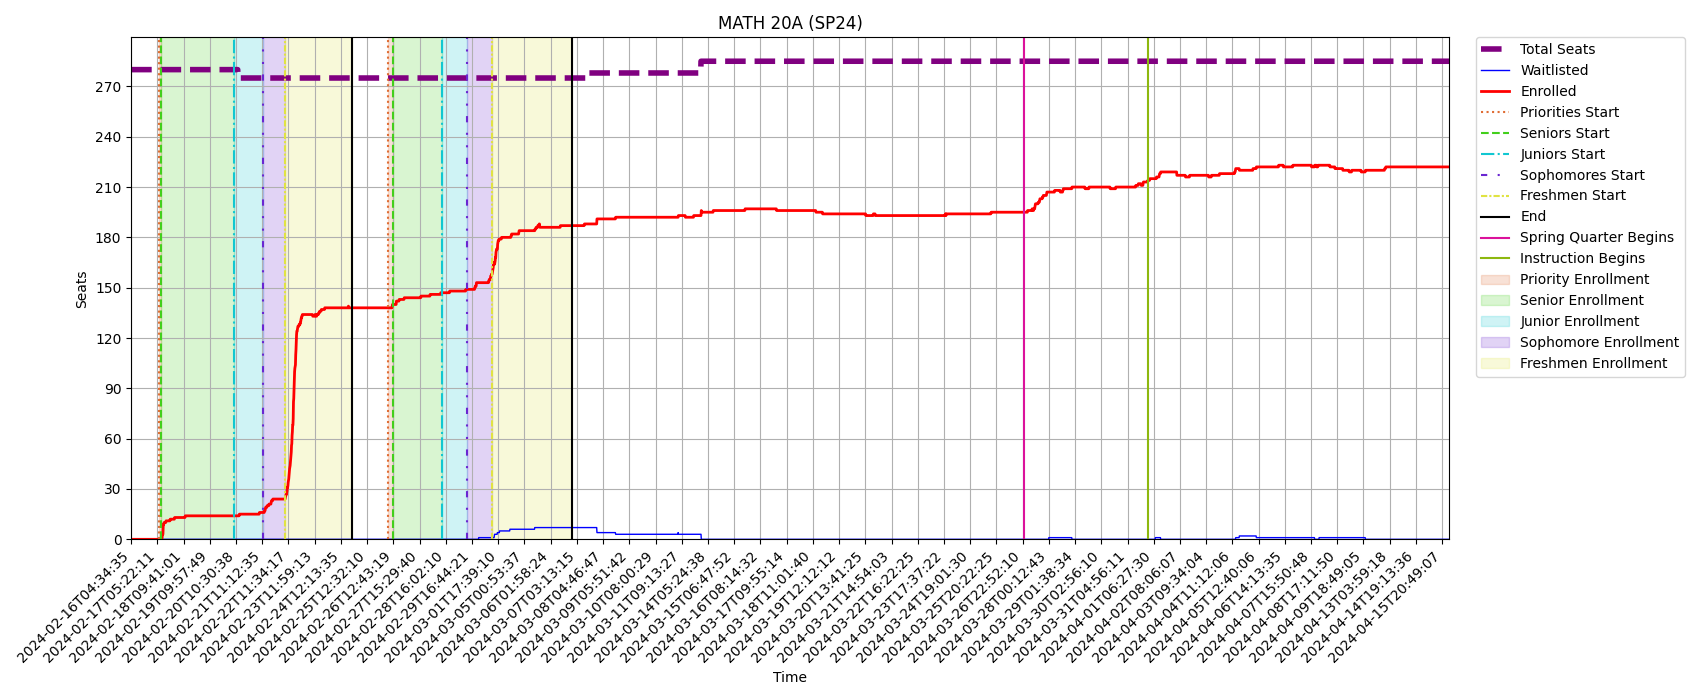 MATH 20A (SP24)
Seats
270
240
210
180
150
120
90
60
30
0
2024-02-16T04:34:35
2024-02-17T05:22:11
2024-02-18T09:41:01
2024-02-19T09:57:49
2024-02-20T10:30:38
2024-02-21T11:12:35
2024-02-22T11:34:17
2024-02-23T11:59:13
2024-02-24T12:13:35
2024-02-25T12:32:10
2024-02-26T12:43:19
2024-02-27T15:29:40
2024-02-28T16:02:10
2024-02-29T16:44:21
2024-03-01T17:39:10
2024-03-05T00:53:37
2024-03-06T01:58:24
2024-03-07T03:13:15
2024-03-08T04:46:47
2024-03-09T05:51:42
2024-03-10T08:00:29
2024-03-11T09:13:27
2024-03-14T05:24:38
2024-03-15T06:47:52
2024-03-16T08:14:32
2024-03-17T09:55:14
2024-03-18T11:01:40
2024-03-19T12:12:12
2024-03-20T13:41:25
2024-03-21T14:54:03
2024-03-22T16:22:25
2024-03-23T17:37:22
2024-03-24T19:01:30
2024-03-25T20:22:25
2024-03-26T22:52:10
2024-03-28T00:12:43
2024-03-29T01:38:34
2024-03-30T02:56:10
2024-03-31T04:56:11
2024-04-01T06:27:30
2024-04-02T08:06:07
2024-04-03T09:34:04
2024-04-04T11:12:06
2024-04-05T12:40:06
2024-04-06T14:13:35
2024-04-07T15:50:48
2024-04-08T17:11:50
2024-04-09T18:49:05
2024-04-13T03:59:18
2024-04-14T19:13:36
2024-04-15T20:49:07
Time
Total Seats
Waitlisted
Enrolled
Priorities Start
Seniors Start
Juniors Start
Sophomores Start
Freshmen Start
End
Spring Quarter Begins
Instruction Begins
Priority Enrollment
Senior Enrollment
Junior Enrollment
Sophomore Enrollment
Freshmen Enrollment